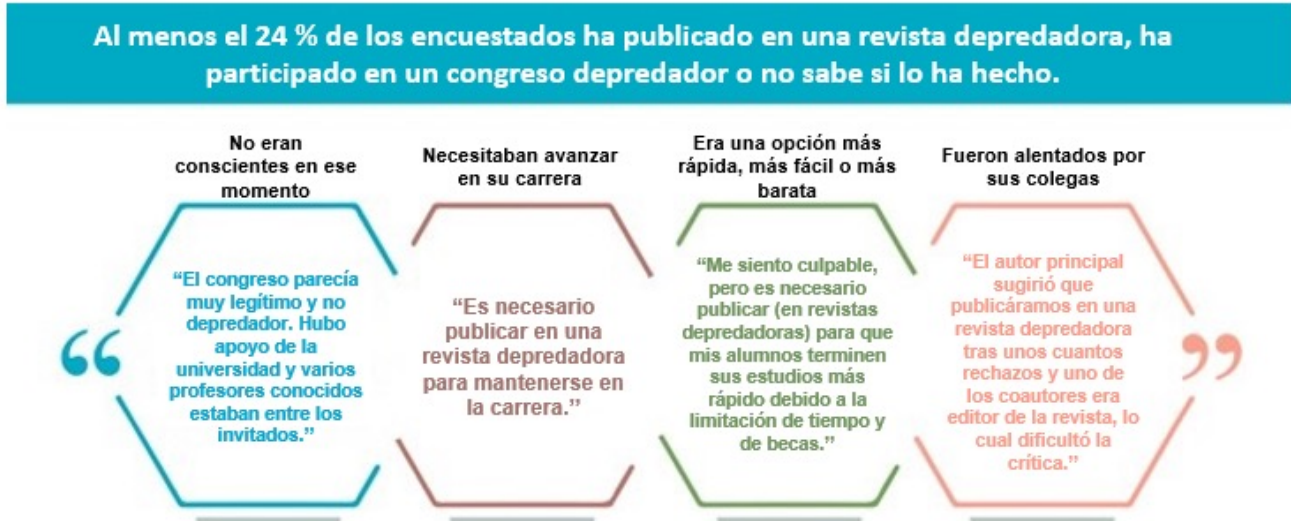 Al menos el 24 % de los encuestados ha publicado en una revista depredadora, ha
participado en un congreso depredador o no sabe si lo ha hecho.
No eran
conscientes en ese
momento
“El congreso parecía
muy legítimo y no
depredador. Hubo
apoyo de la
universidad y varios
profesores conocidos
estaban entre los
invitados.”
Necesitaban avanzar
en su carrera
“Es necesario
publicar en una
revista depredadora
para mantenerse en
la carrera.”
Era una opción más
rápida, más fácil o más
barata
“Me siento culpable,
pero es necesario
publicar (en revistas
depredadoras) para que
mis alumnos terminen
sus estudios más
rápido debido a la
limitación de tiempo y
de becas.”
Fueron alentados por
sus colegas
“El autor principal
sugirió que
publicáramos en una
revista depredadora
tras unos cuantos
rechazos y uno de
los coautores era
editor de la revista, lo
cual dificultó la
crítica.”